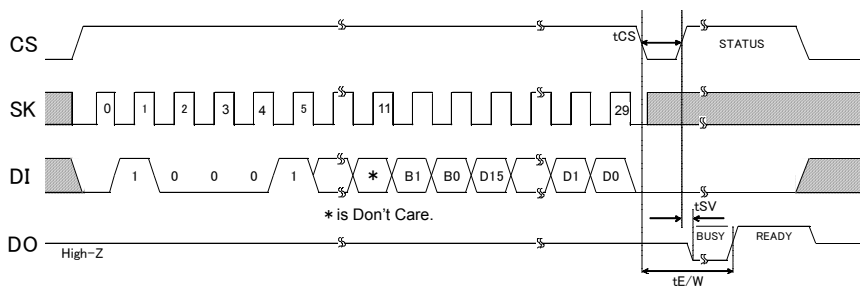 CS
tCS
STATUS
SK
0 1 2 3 4 5 11 29
DI
1 0 0 0 1 * B1 B0 D15 D1 D0
* is Don't Care.
tSV
DO
High-Z
BUSY
READY
tE/W